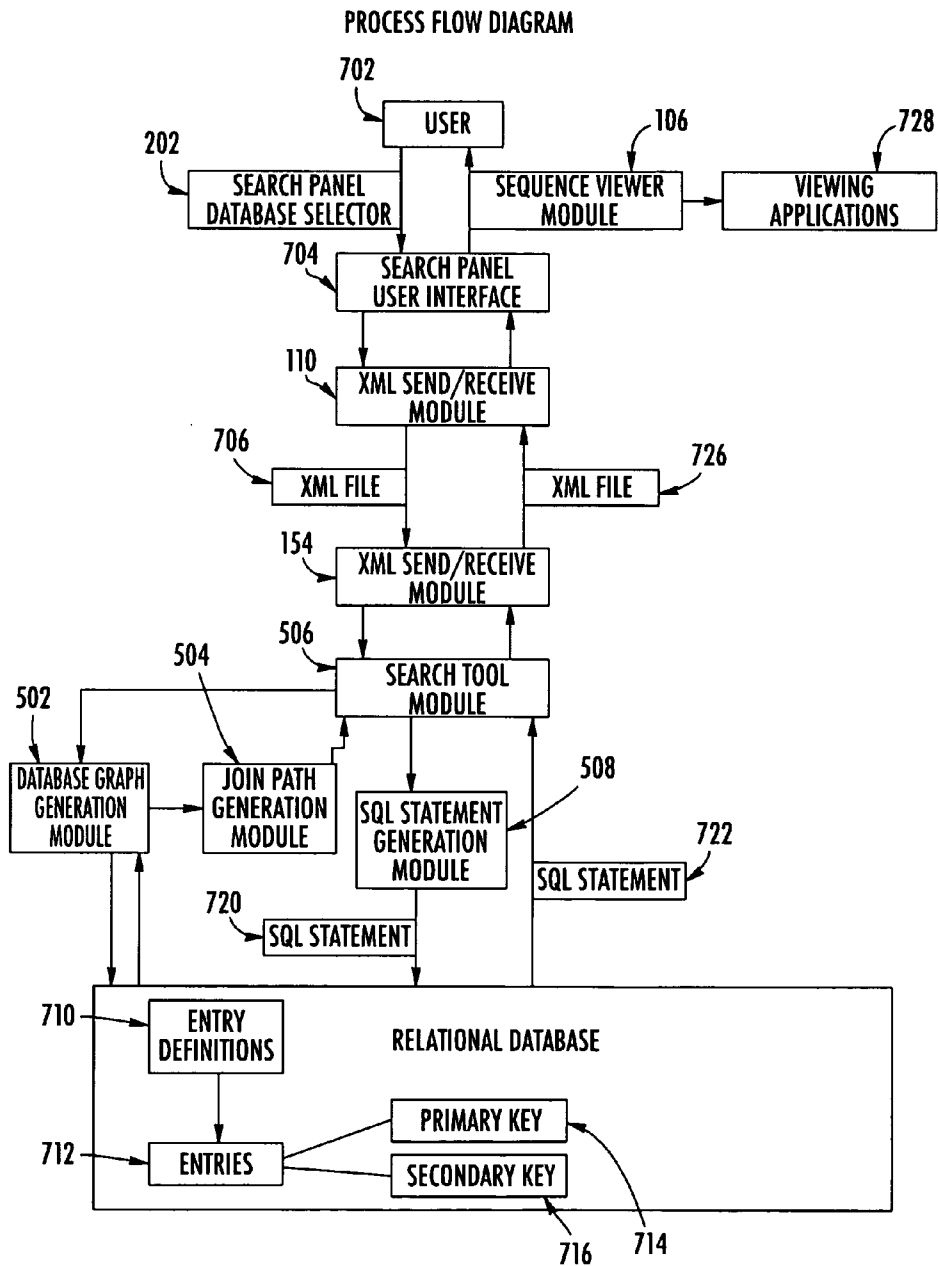 PROCESS FLOW DIAGRAM
702
USER
106
728
202
SEARCH PANEL
DATABASE SELECTOR
SEQUENCE VIEWER
MODULE
VIEWING
APPLICATIONS
704
SEARCH PANEL
USER INTERFACE
110
XML SEND/RECEIVE
MODULE
706
XML FILE
XML FILE
726
154
XML SEND/RECEIVE
MODULE
506
504
SEARCH TOOL
MODULE
502
DATABASE GRAPH
GENERATION
MODULE
JOIN PATH
GENERATION
MODULE
508
SQL STATEMENT
GENERATION
MODULE
722
SQL STATEMENT
720
SQL STATEMENT
710
ENTRY
DEFINITIONS
RELATIONAL DATABASE
PRIMARY KEY
712
ENTRIES
SECONDARY KEY
716
714